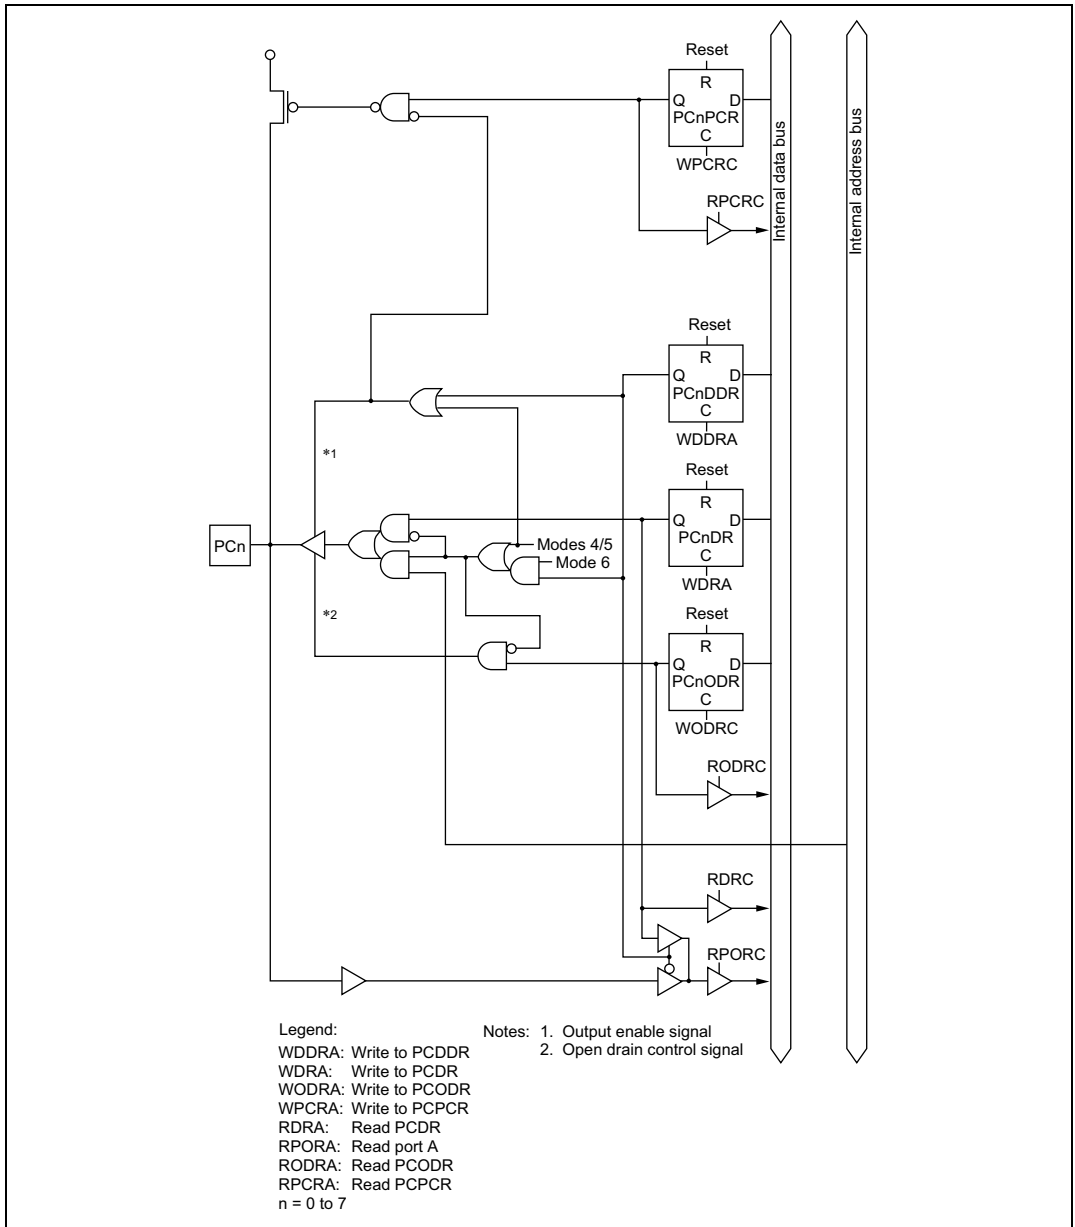 Reset
R
Q D
PCnPCR
C
WPCRC
RPCRC
Internal data bus
Internal address bus
Reset
R
Q D
PCnDDR
C
WDDRA
*1
Reset
R
Q D
PCnDR
C
WDRA
PCn
Modes 4/5
Mode 6
*2
Reset
R
Q D
PCnODR
C
WODRC
RODRC
RDRC
RPORC
Legend:
WDDRA: Write to PCDDR
WDRA: Write to PCDR
WODRA: Write to PCODR
WPCRA: Write to PCPCR
RDRA: Read PCDR
RPORA: Read port A
RODRA: Read PCODR
RPCRA: Read PCPCR
n = 0 to 7
Notes: 1. Output enable signal
2. Open drain control signal